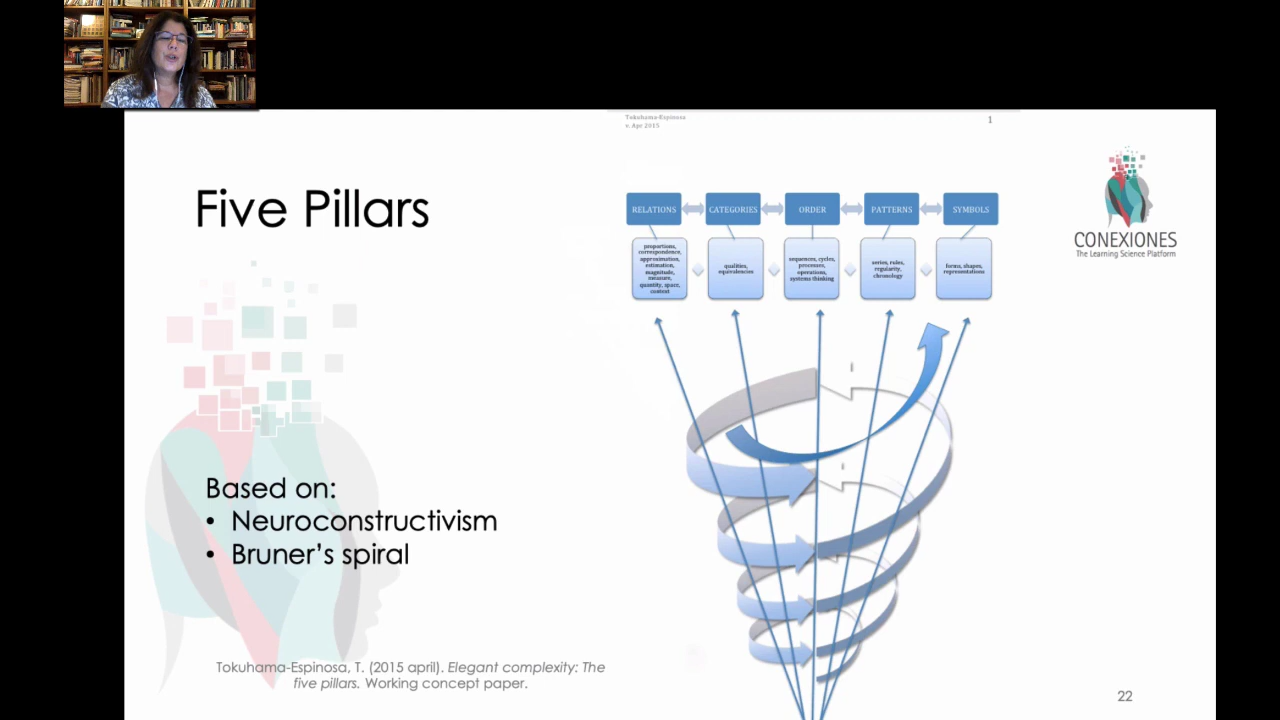 Tokuhama-Espinosa
v. Apr 2015
1
Five Pillars
RELATIONS
CATEGORIES
ORDER
PATTERNS
SYMBOLS
proportions,
correspondence,
approximation,
estimation,
magnitude,
measure,
quantity, space,
context
qualities,
equivalencies
sequences, cycles,
processes,
operations,
systems thinking
series, rules,
regularity,
chronology
forms, shapes,
representations
CONEXIONES
The Learning Science Platform
Based on:
• Neuroconstructivism
• Bruner’s spiral
Tokuhama-Espinosa, T. (2015 april). Elegant complexity: The
five pillars. Working concept paper.
22